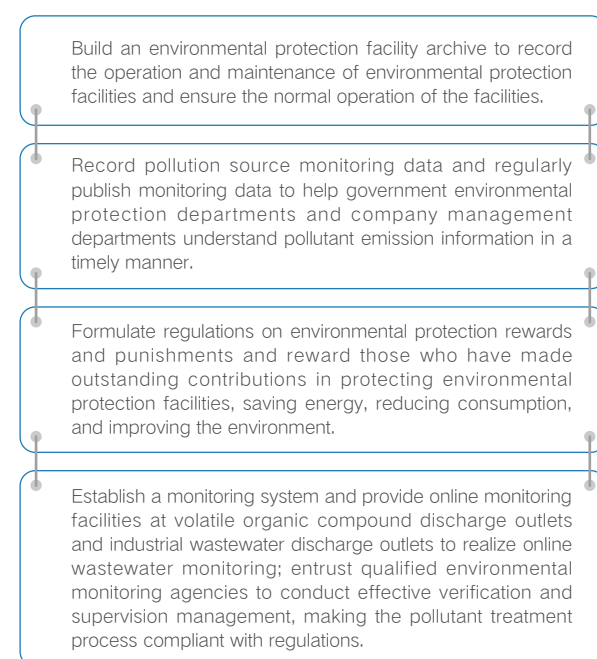 Build an environmental protection facility archive to record
the operation and maintenance of environmental protection
facilities and ensure the normal operation of the facilities.
Record pollution source monitoring data and regularly
publish monitoring data to help government environmental
protection departments and company management
departments understand pollutant emission information in a
timely manner.
Formulate regulations on environmental protection rewards
and punishments and reward those who have made
outstanding contributions in protecting environmental
protection facilities, saving energy, reducing consumption,
and improving the environment.
Establish a monitoring system and provide online monitoring
facilities at volatile organic compound discharge outlets
and industrial wastewater discharge outlets to realize online
wastewater monitoring; entrust qualified environmental
monitoring agencies to conduct effective verification and
supervision management, making the pollutant treatment
process compliant with regulations.